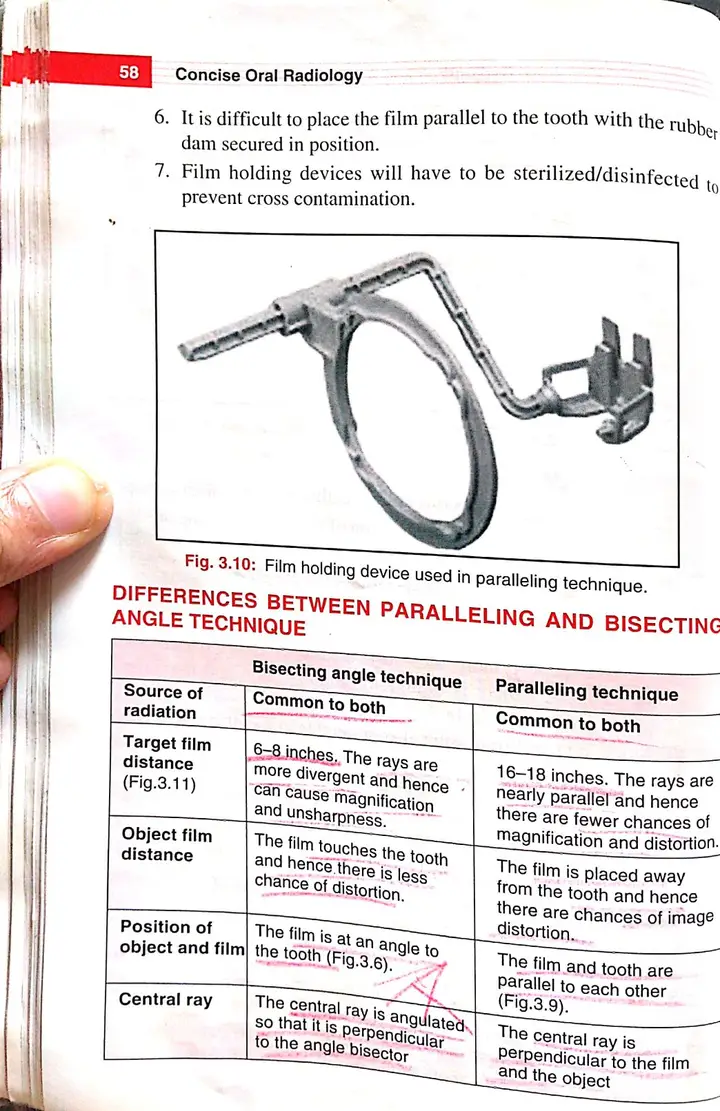 58
Concise Oral Radiology
6. It is difficult to place the film parallel to the tooth with the rubber
dam secured in position.
7. Film holding devices will have to be sterilized/disinfected to
prevent cross contamination.
Fig. 3.10: Film holding device used in paralleling technique.
DIFFERENCES BETWEEN PARALLELING AND BISECTING
ANGLE TECHNIQUE
Bisecting angle technique
Paralleling technique
Source of
radiation
Common to both
Common to both
Target film
distance
(Fig.3.11)
6–8 inches. The rays are
more divergent and hence
can cause magnification
and unsharpness.
16–18 inches. The rays are
nearly parallel and hence
there are fewer chances of
magnification and distortion.
Object film
distance
The film touches the tooth
and hence there is less
chance of distortion.
The film is placed away
from the tooth and hence
there are chances of image
distortion.
Position of
object and film
The film is at an angle to
the tooth (Fig.3.6).
The film and tooth are
parallel to each other
(Fig.3.9).
Central ray
The central ray is angulated
so that it is perpendicular
to the angle bisector
The central ray is
perpendicular to the film
and the object